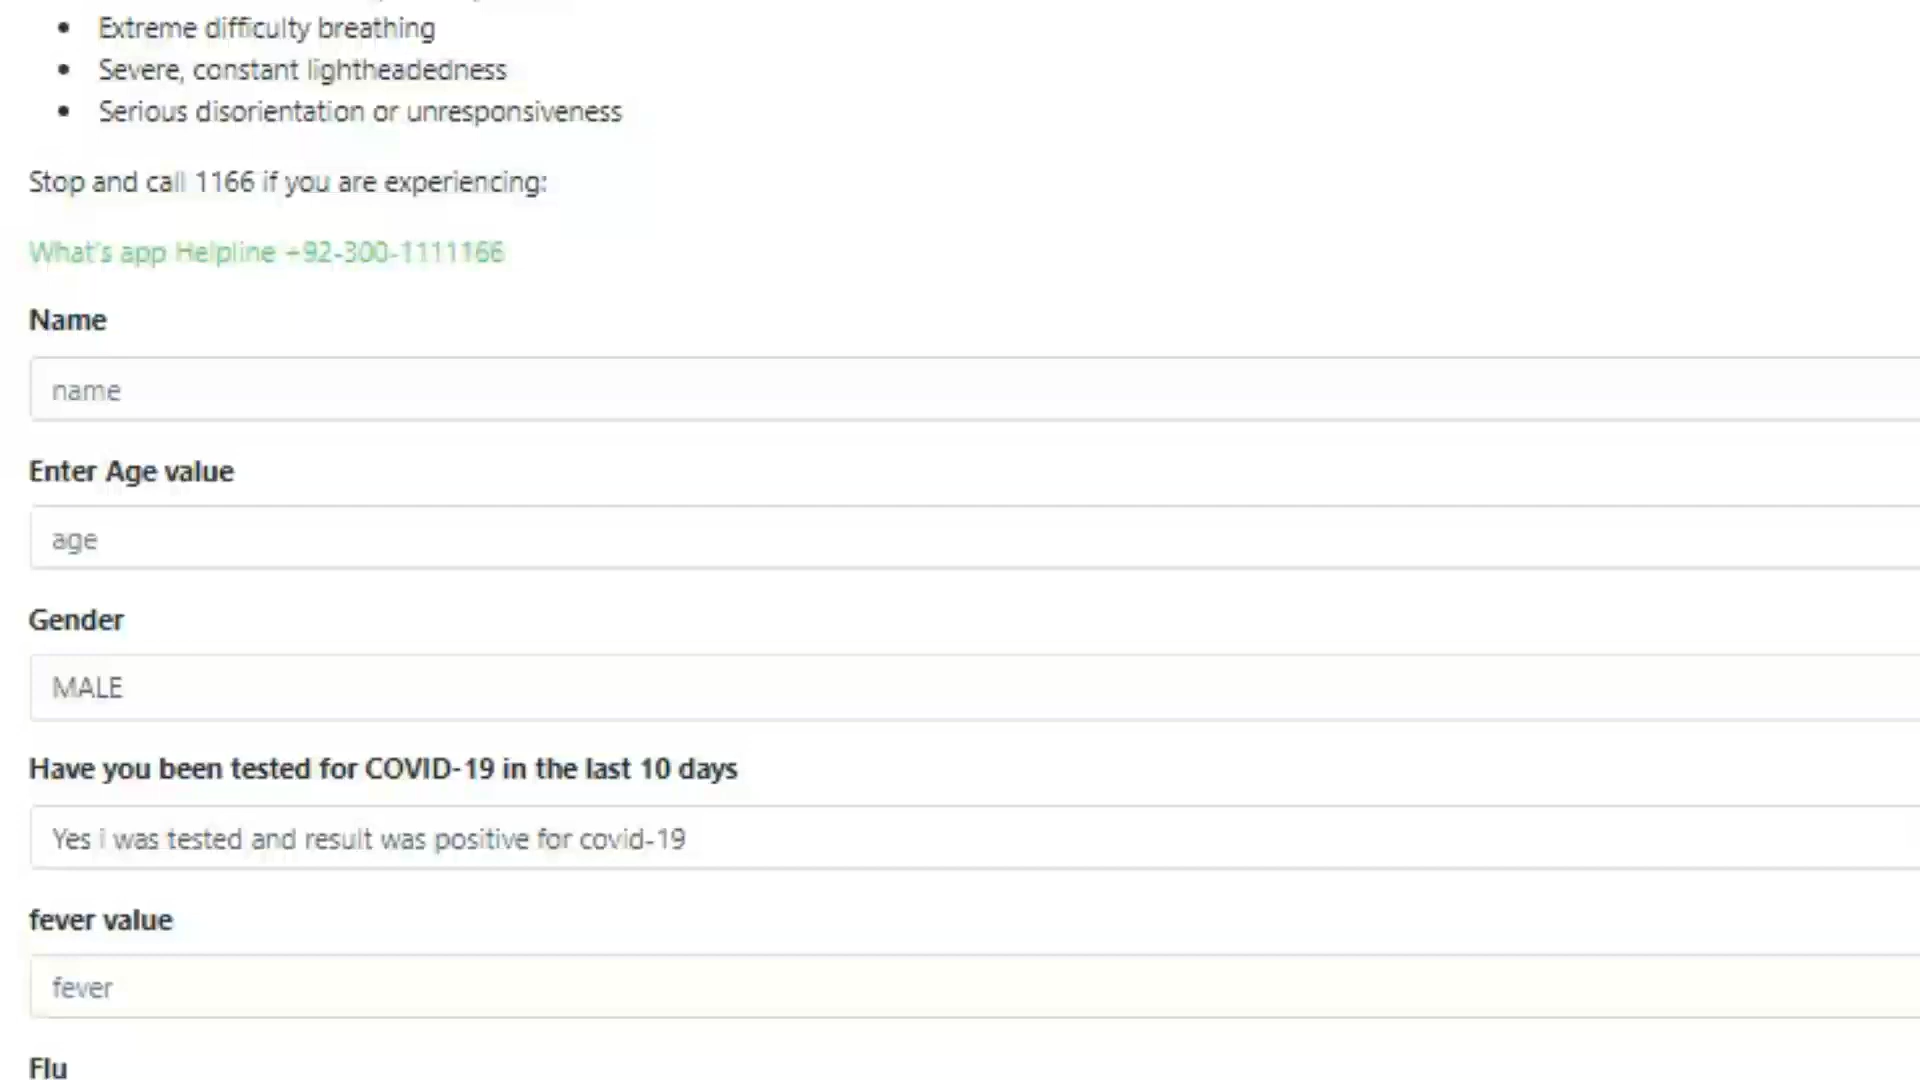 Extreme difficulty breathing
Severe, constant lightheadedness
Serious disorientation or unresponsiveness
Stop and call 1166 if you are experiencing:
What's app Helpline +92-300-1111166
Name
name
Enter Age value
age
Gender
MALE
Have you been tested for COVID-19 in the last 10 days
Yes i was tested and result was positive for covid-19
fever value
fever
Flu